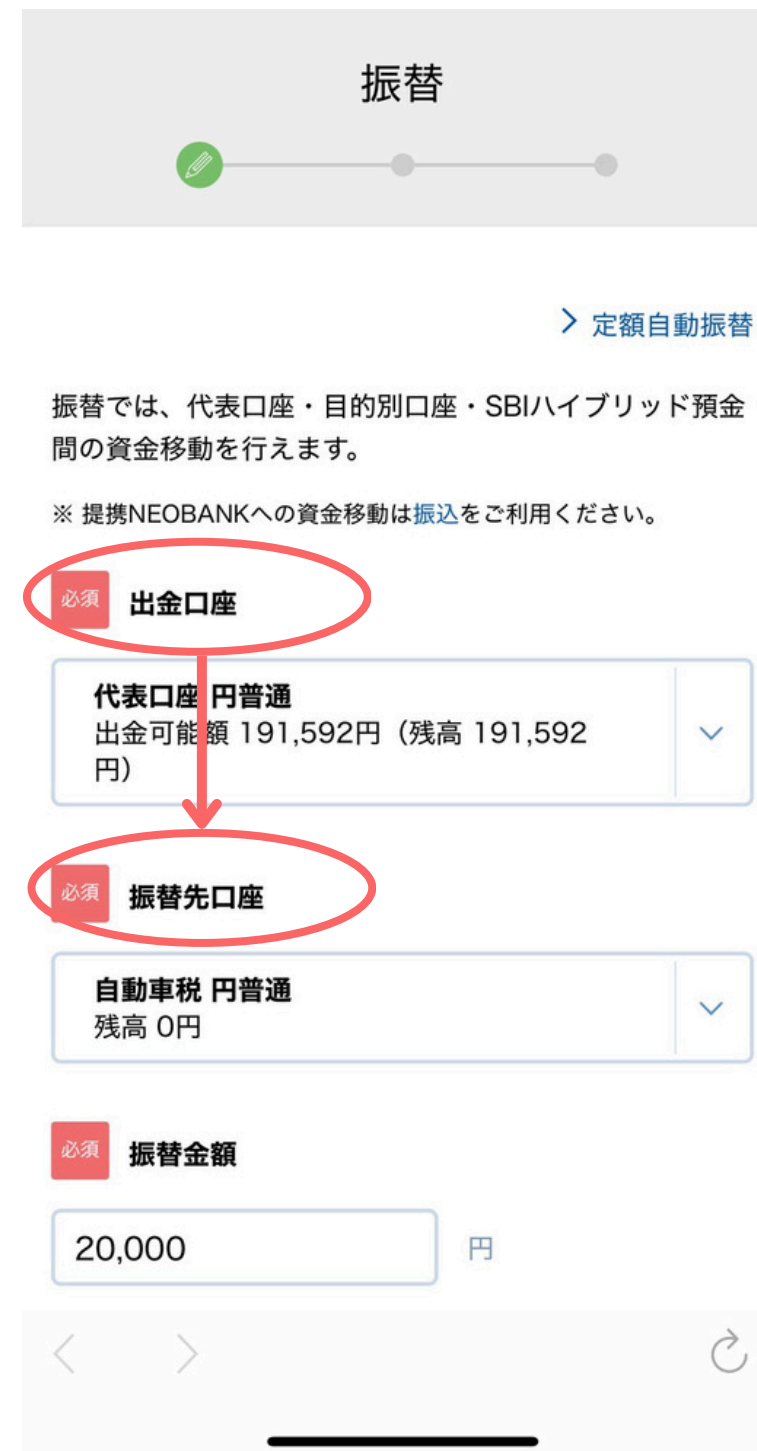 振替
定額自動振替
振替では、代表口座・目的別口座・SBIハイブリッド預金
間の資金移動を行えます。
※ 提携NEOBANKへの資金移動は振込をご利用ください。
必須 出金口座
代表口座 円普通
出金可能額 191,592円（残高 191,592
円）
必須 振替先口座
自動車税 円普通
残高 0円
必須 振替金額
20,000 円